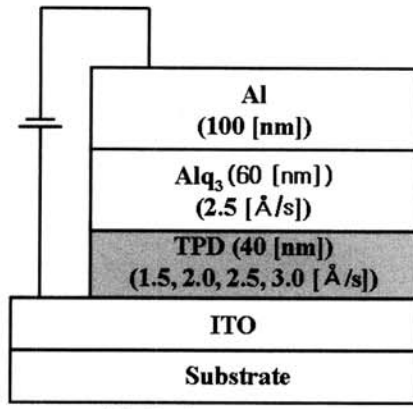 Al
(100 [nm])
Alq₃ (60 [nm])
(2.5 [Å/s])
TPD (40 [nm])
(1.5, 2.0, 2.5, 3.0 [Å/s])
ITO
Substrate